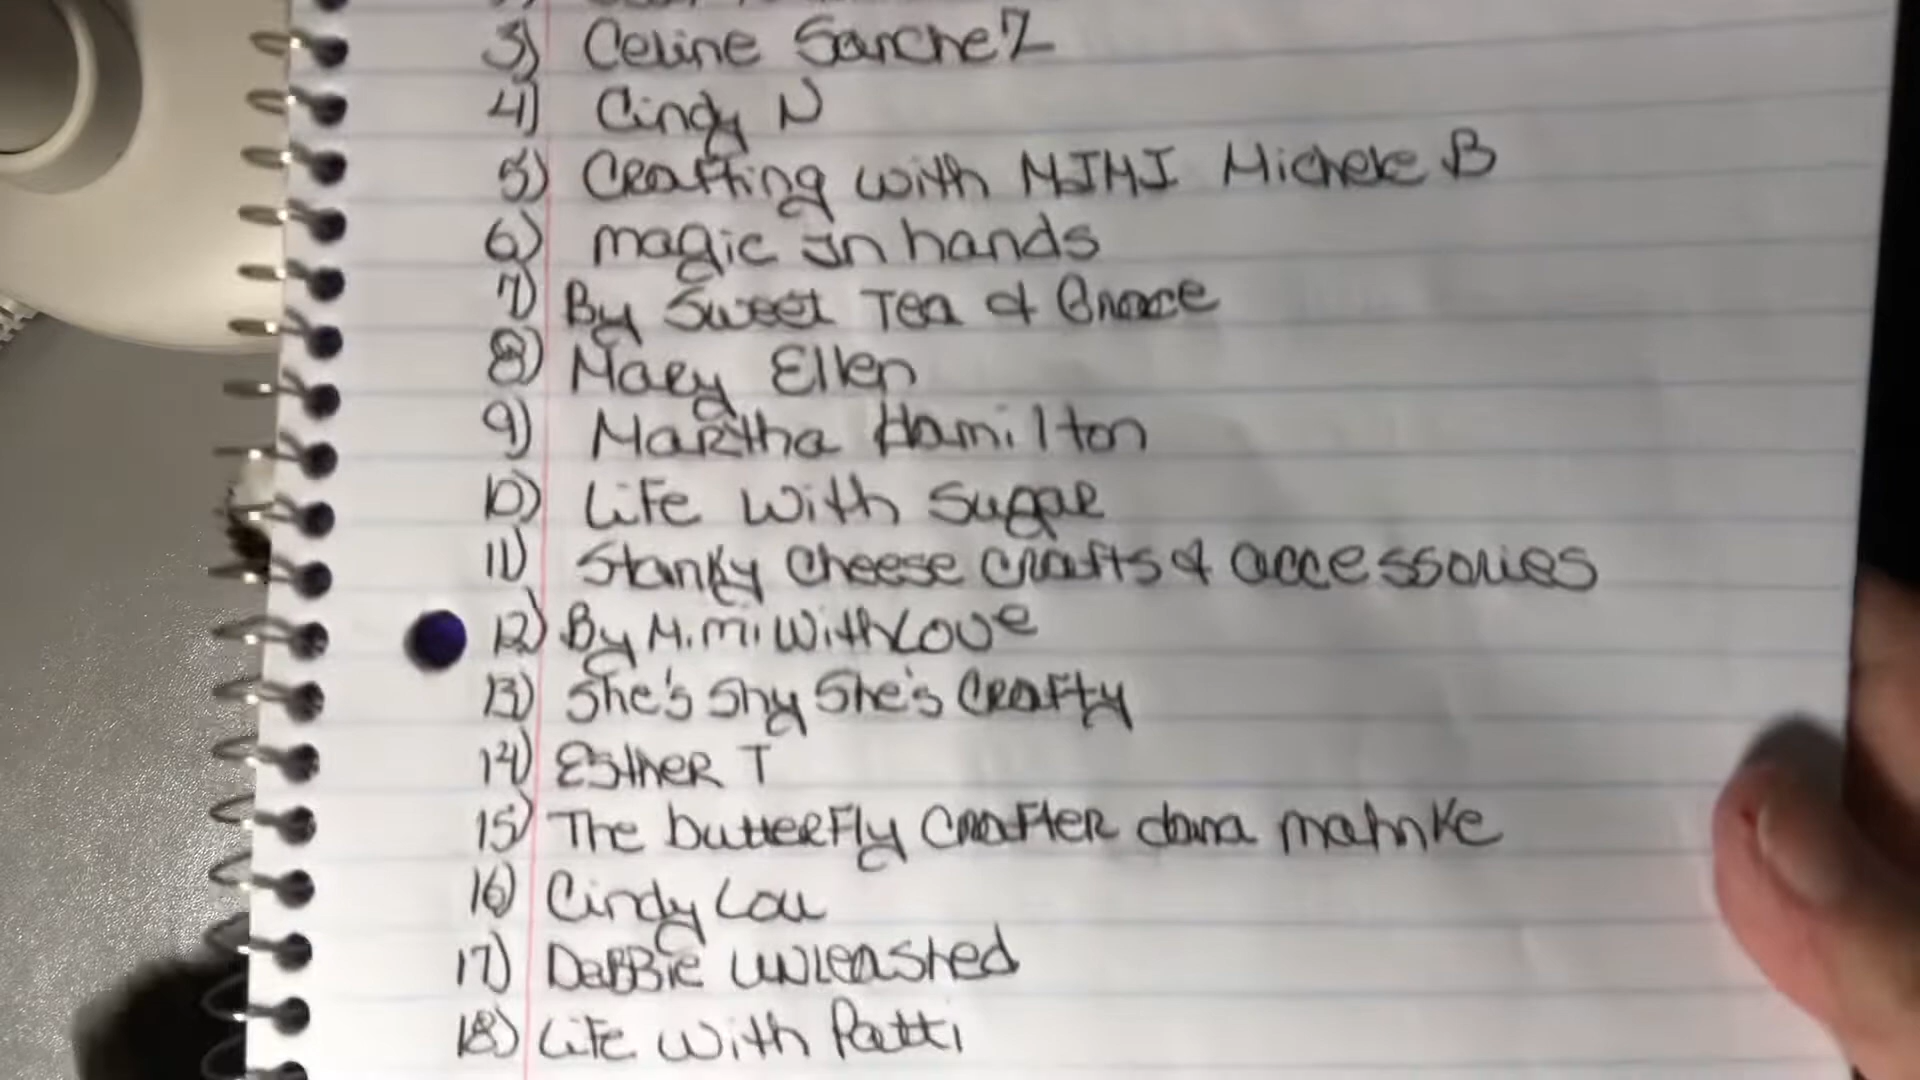 3) Celine Sanchez
4) Cindy N
5) Crafting with MIMI Michele B
6) magic in hands
7) By Sweet Tea & Grace
8) Mary Ellen
9) Martha Hamilton
10) Life With Sugar
11) Stanky Cheese Crafts & accessories
12) By Mimi With Love
13) She's Shy She's Crafty
14) Esther T
15) The butterFly Crafter dana mahnke
16) Cindy Lou
17) Debbie unleashed
18) Life With Patti